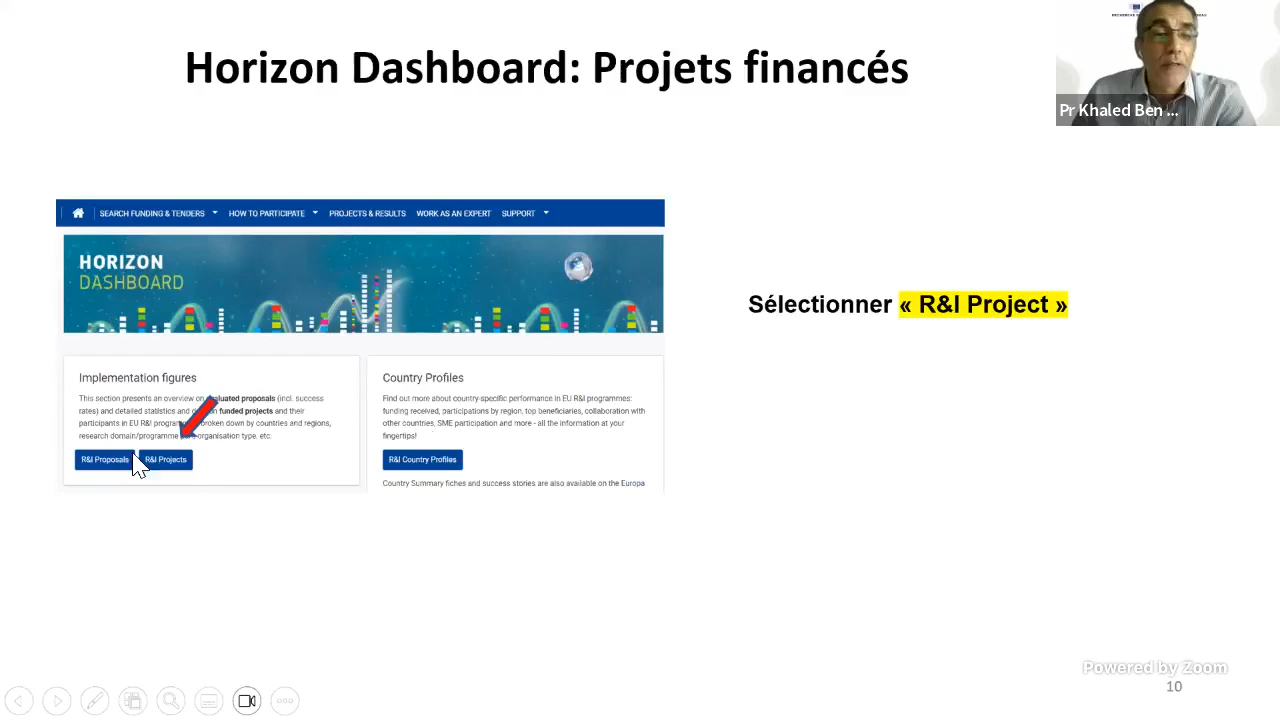 Horizon Dashboard: Projets financés
Pr Khaled Ben ...
SEARCH FUNDING & TENDERS
HOW TO PARTICIPATE
PROJECTS & RESULTS
WORK AS AN EXPERT
SUPPORT
HORIZON
DASHBOARD
Sélectionner « R&I Project »
Implementation figures
This section presents an overview on evaluated proposals (incl. success
rates) and detailed statistics and on funded projects and their
participants in EU R&I broken down by countries and regions,
research domain/programme organisation type, etc.
R&I Proposals
R&I Projects
Country Profiles
Find out more about country-specific performance in EU R&I programmes:
funding received, participations by region, top beneficiaries, collaboration with
other countries, SME participation and more - all the information at your
fingertips!
R&I Country Profiles
Country Summary fiches and success stories are also available on the Europa
Powered by Zoom
10